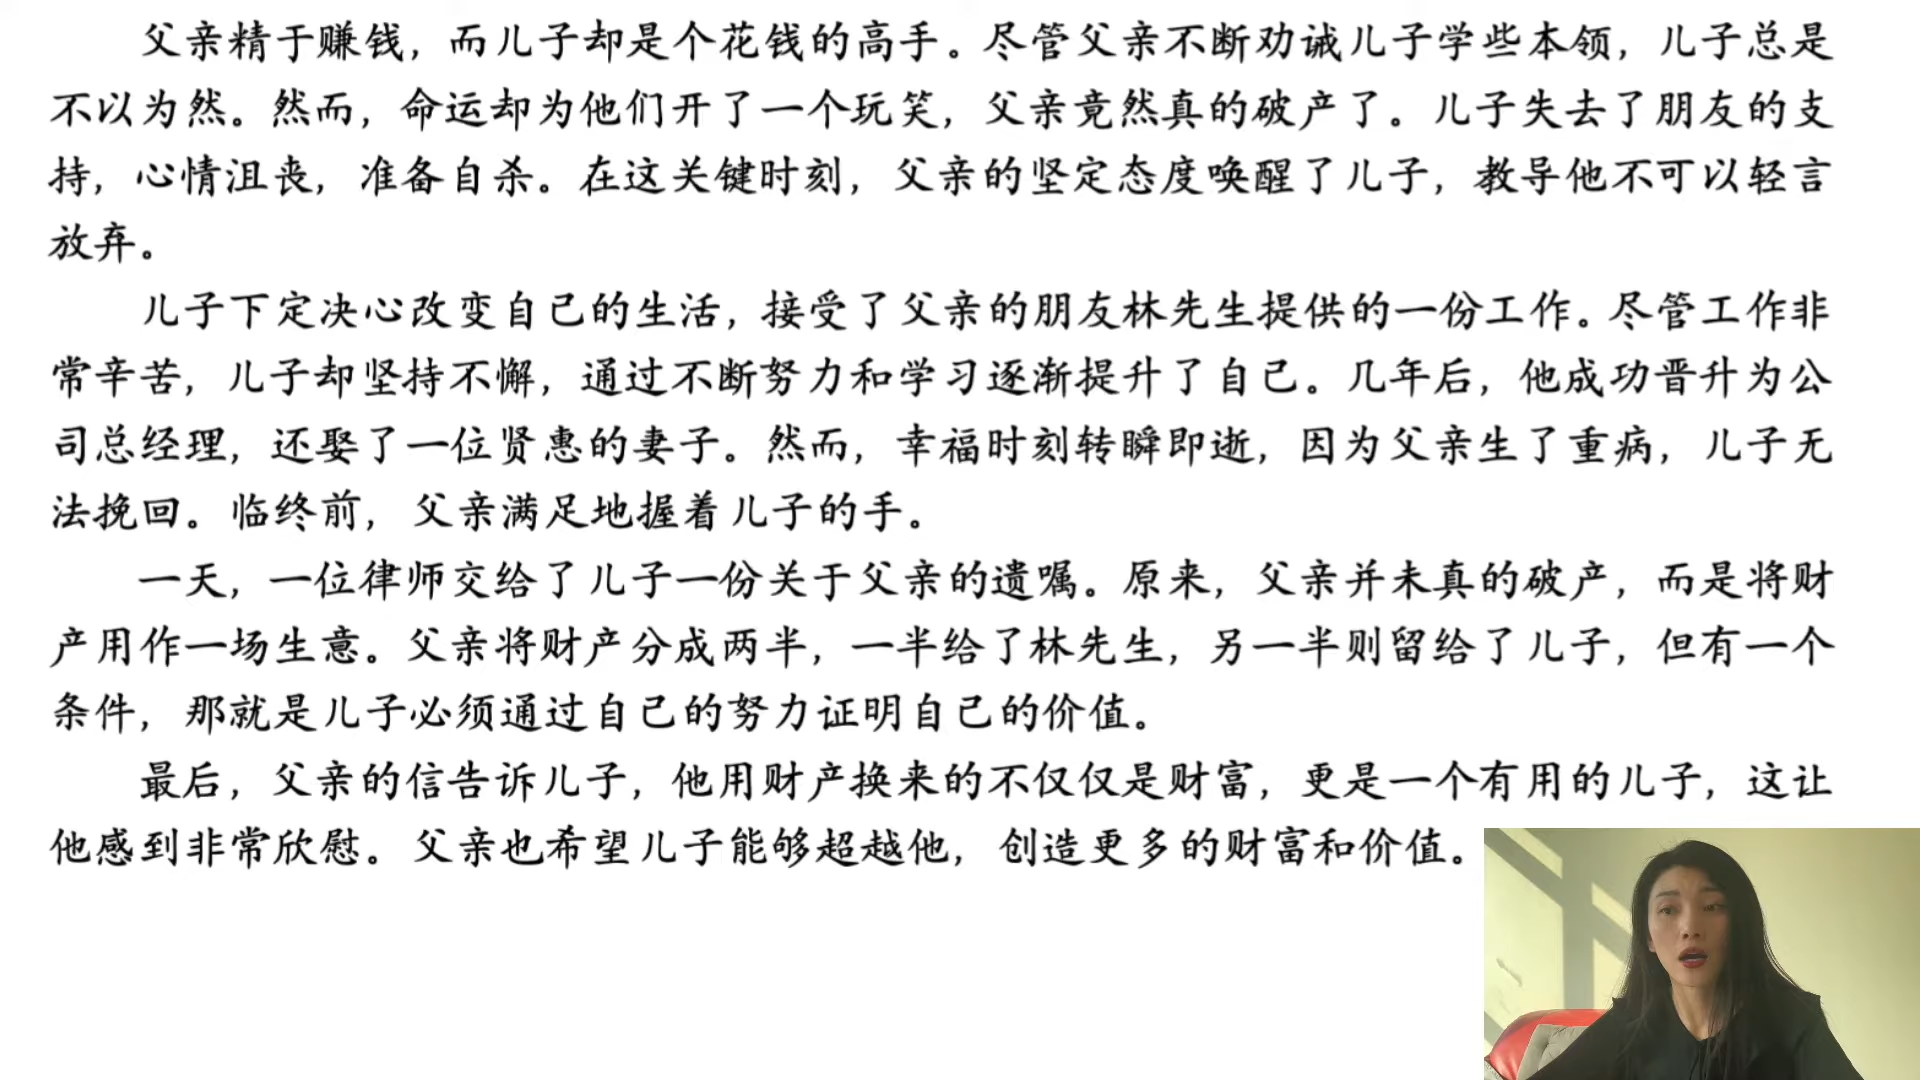 父亲精于赚钱，而儿子却是个花钱的高手。尽管父亲不断劝诫儿子学些本领，儿子总是
不以为然。然而，命运却为他们开了一个玩笑，父亲竟然真的破产了。儿子失去了朋友的支
持，心情沮丧，准备自杀。在这关键时刻，父亲的坚定态度唤醒了儿子，教导他不可以轻言
放弃。
儿子下定决心改变自己的生活，接受了父亲的朋友林先生提供的一份工作。尽管工作非
常辛苦，儿子却坚持不懈，通过不断努力和学习逐渐提升了自己。几年后，他成功晋升为公
司总经理，还娶了一位贤惠的妻子。然而，幸福时刻转瞬即逝，因为父亲生了重病，儿子无
法挽回。临终前，父亲满足地握着儿子的手。
一天，一位律师交给了儿子一份关于父亲的遗嘱。原来，父亲并未真的破产，而是将财
产用作一场生意。父亲将财产分成两半，一半给了林先生，另一半则留给了儿子，但有一个
条件，那就是儿子必须通过自己的努力证明自己的价值。
最后，父亲的信告诉儿子，他用财产换来的不仅仅是财富，更是一个有用的儿子，这让
他感到非常欣慰。父亲也希望儿子能够超越他，创造更多的财富和价值。